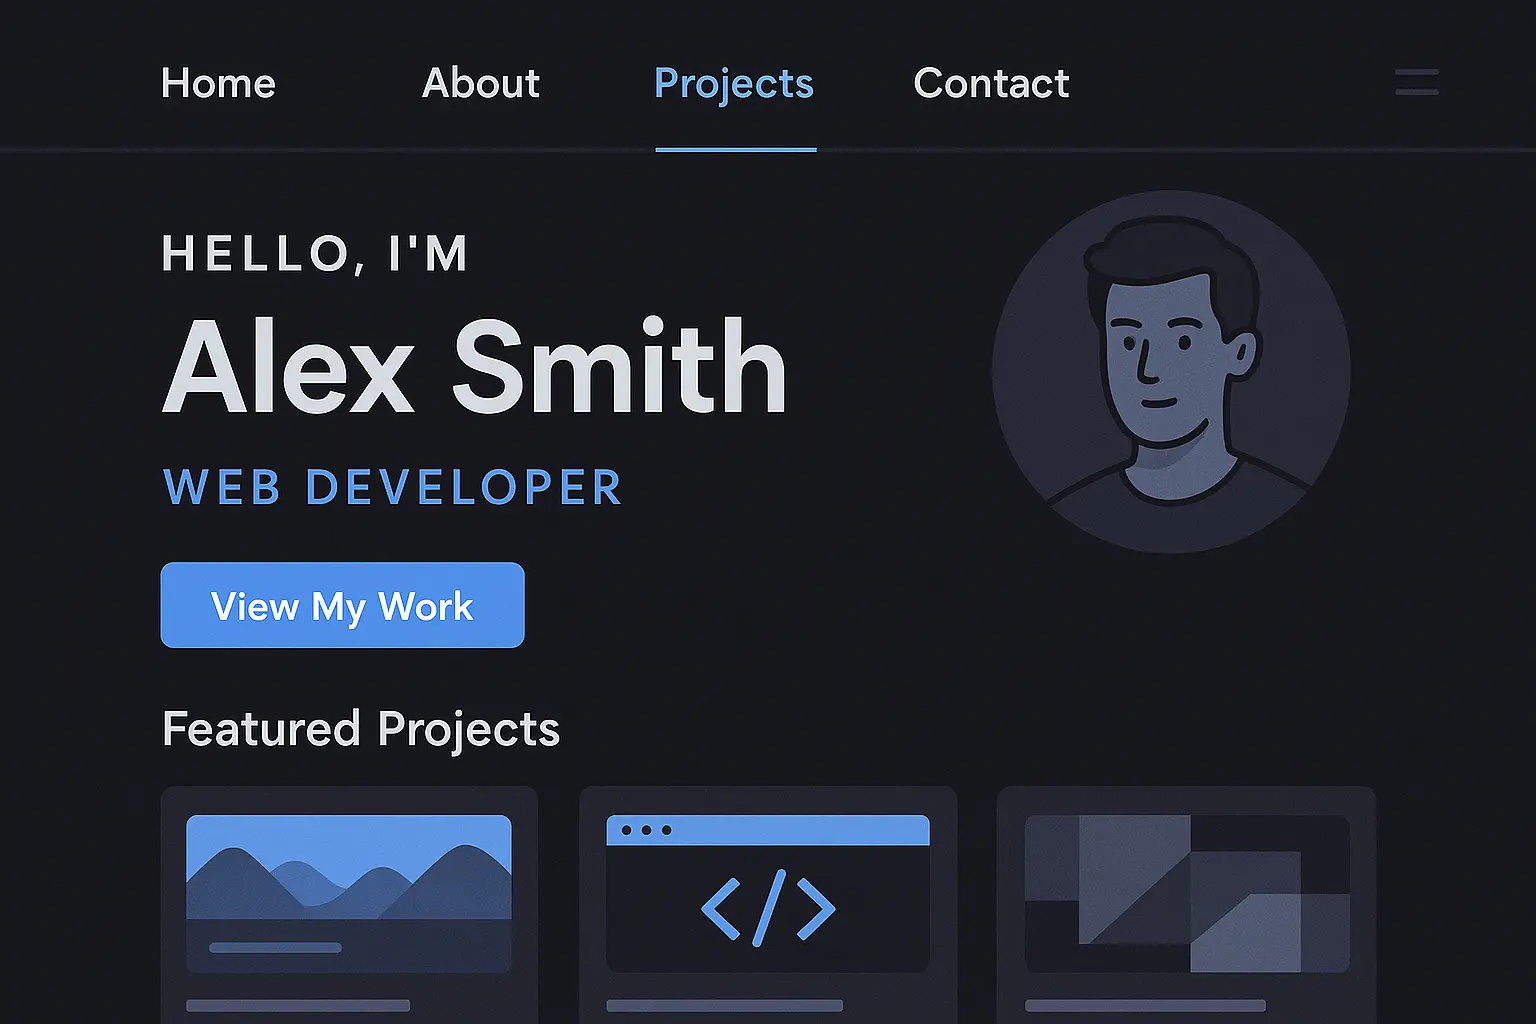 Home About Projects Contact
HELLO, I'M
Alex Smith
WEB DEVELOPER
View My Work
Featured Projects
</>